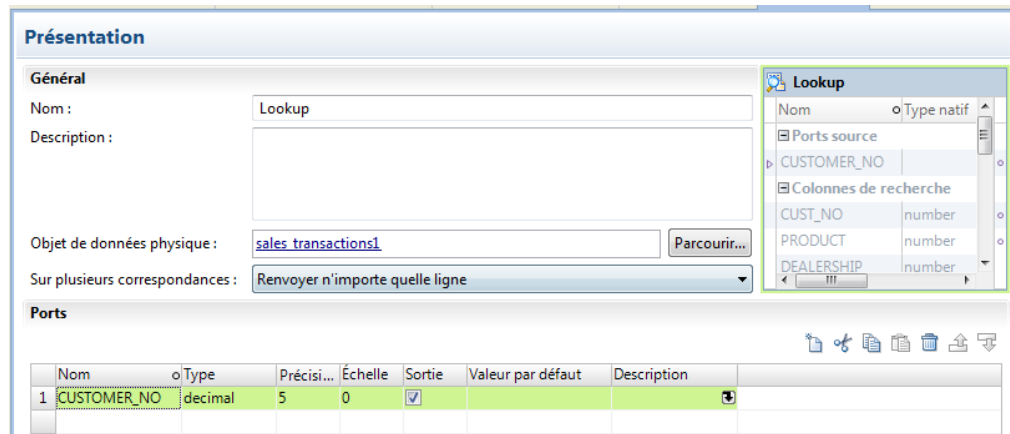 Présentation
Général
Nom :
Lookup
Description :
Objet de données physique :
sales_transactions1
Parcourir...
Sur plusieurs correspondances :
Renvoyer n'importe quelle ligne
Lookup
Nom Type natif
Ports source
CUSTOMER_NO
Colonnes de recherche
CUST_NO number
PRODUCT number
DEALERSHIP number
Ports
Nom Type Précisi... Échelle Sortie Valeur par défaut Description
1 CUSTOMER_NO decimal 5 0